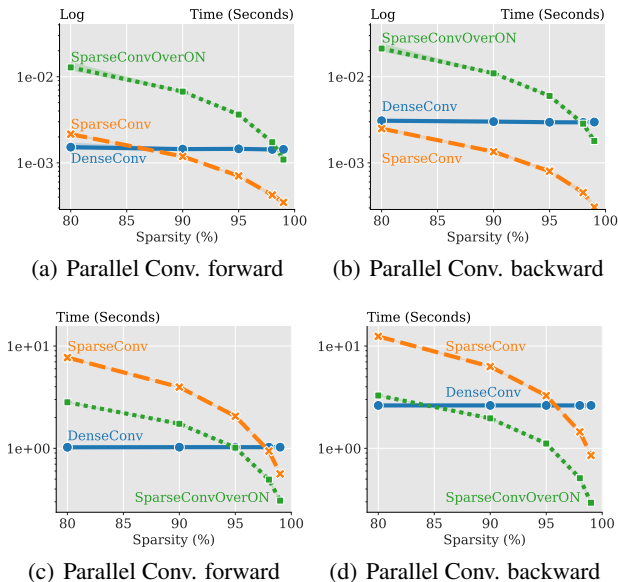 Log Time (Seconds)
SparseConvOverON
1e-02
SparseConv
DenseConv
1e-03
80 85 90 95 100
Sparsity (%)
(a) Parallel Conv. forward
Log Time (Seconds)
SparseConvOverON
1e-02
DenseConv
SparseConv
1e-03
80 85 90 95 100
Sparsity (%)
(b) Parallel Conv. backward
Time (Seconds)
1e+01
SparseConv
DenseConv
1e+00
SparseConvOverON
80 85 90 95 100
Sparsity (%)
(c) Parallel Conv. forward
Time (Seconds)
1e+01
SparseConv
DenseConv
1e+00
SparseConvOverON
80 85 90 95 100
Sparsity (%)
(d) Parallel Conv. backward